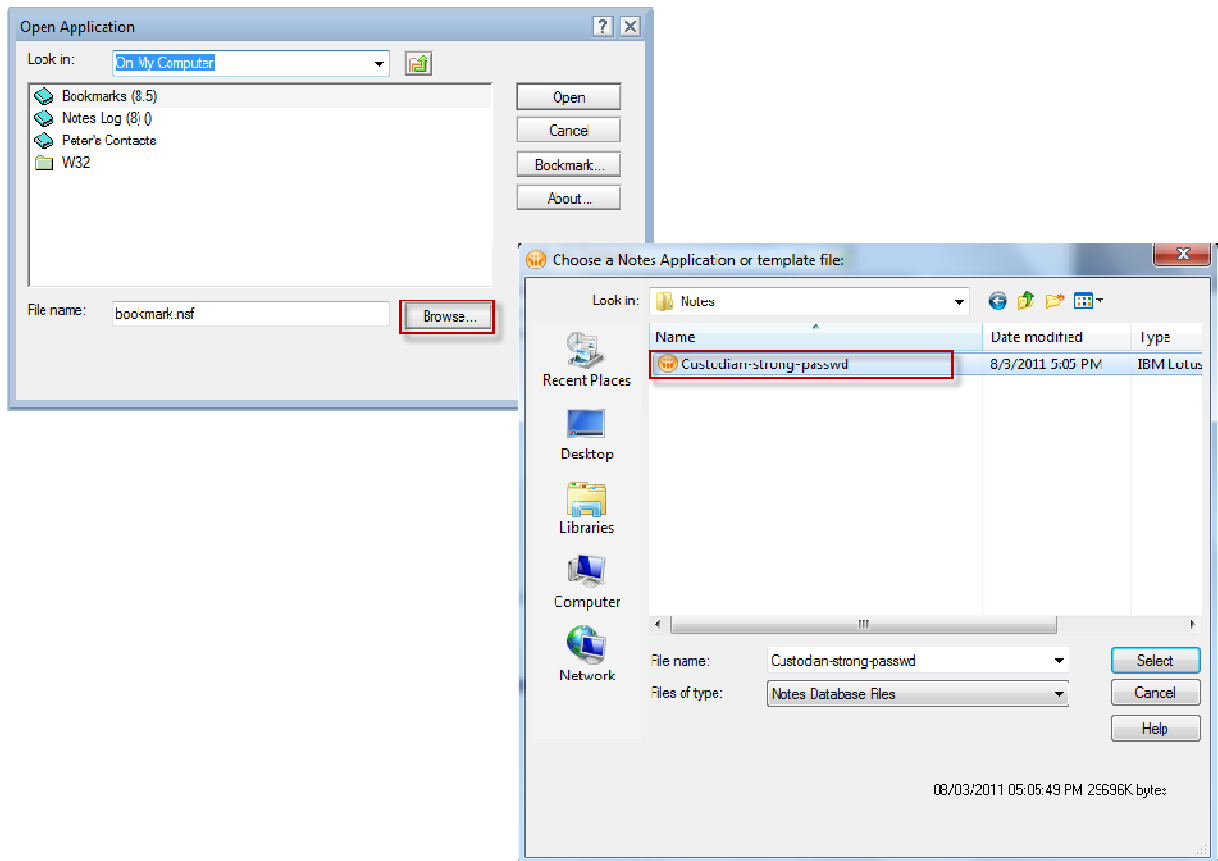 Open Application
Look in:
On My Computer
Bookmarks (8.5)
Notes Log (8) ()
Peter's Contacts
W32
Open
Cancel
Bookmark...
About...
File name:
bookmark.nsf
Browse...
Choose a Notes Application or template file:
Look in:
Notes
Name
Date modified
Type
Custodian-strong-passwd
8/3/2011 5:05 PM
IBM Lotus
Recent Places
Desktop
Libraries
Computer
Network
File name:
Custodian-strong-passwd
Select
Files of type:
Notes Database Files
Cancel
Help
08/03/2011 05:05:49 PM 29696K bytes